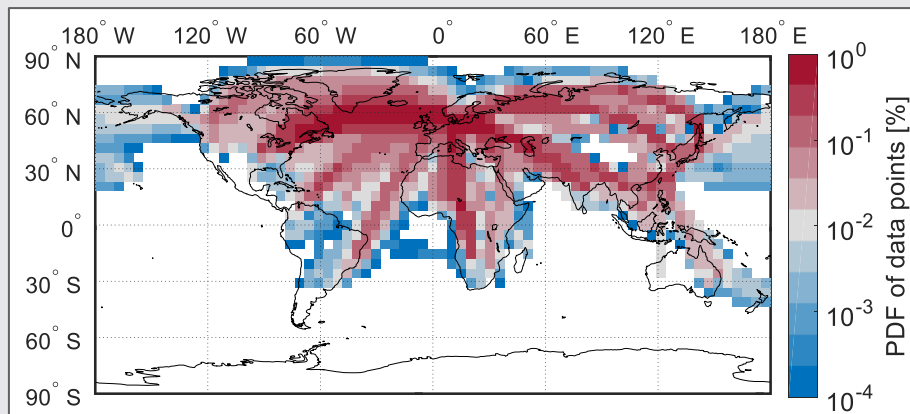 180° W 120° W 60° W 0° 60° E 120° E 180° E
90° N
60° N
30° N
0°
30° S
60° S
90° S
10^0
10^-1
10^-2
10^-3
10^-4
PDF of data points [%]